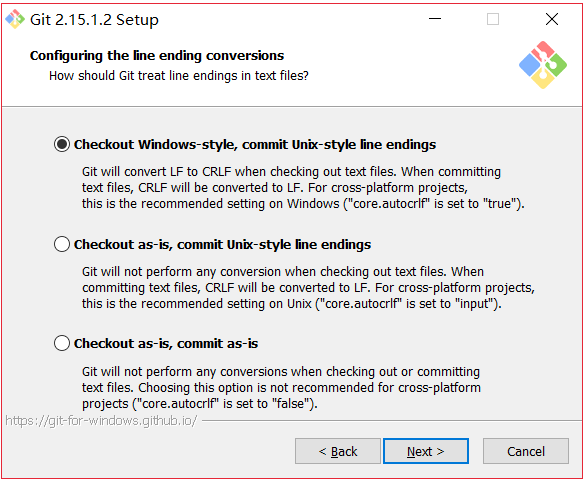 Git 2.15.1.2 Setup
Configuring the line ending conversions
How should Git treat line endings in text files?
Checkout Windows-style, commit Unix-style line endings
Git will convert LF to CRLF when checking out text files. When committing
text files, CRLF will be converted to LF. For cross-platform projects,
this is the recommended setting on Windows ("core.autocrlf" is set to "true").
Checkout as-is, commit Unix-style line endings
Git will not perform any conversion when checking out text files. When
committing text files, CRLF will be converted to LF. For cross-platform projects,
this is the recommended setting on Unix ("core.autocrlf" is set to "input").
Checkout as-is, commit as-is
Git will not perform any conversions when checking out or committing
text files. Choosing this option is not recommended for cross-platform
projects ("core.autocrlf" is set to "false").
https://git-for-windows.github.io/
< Back Next > Cancel